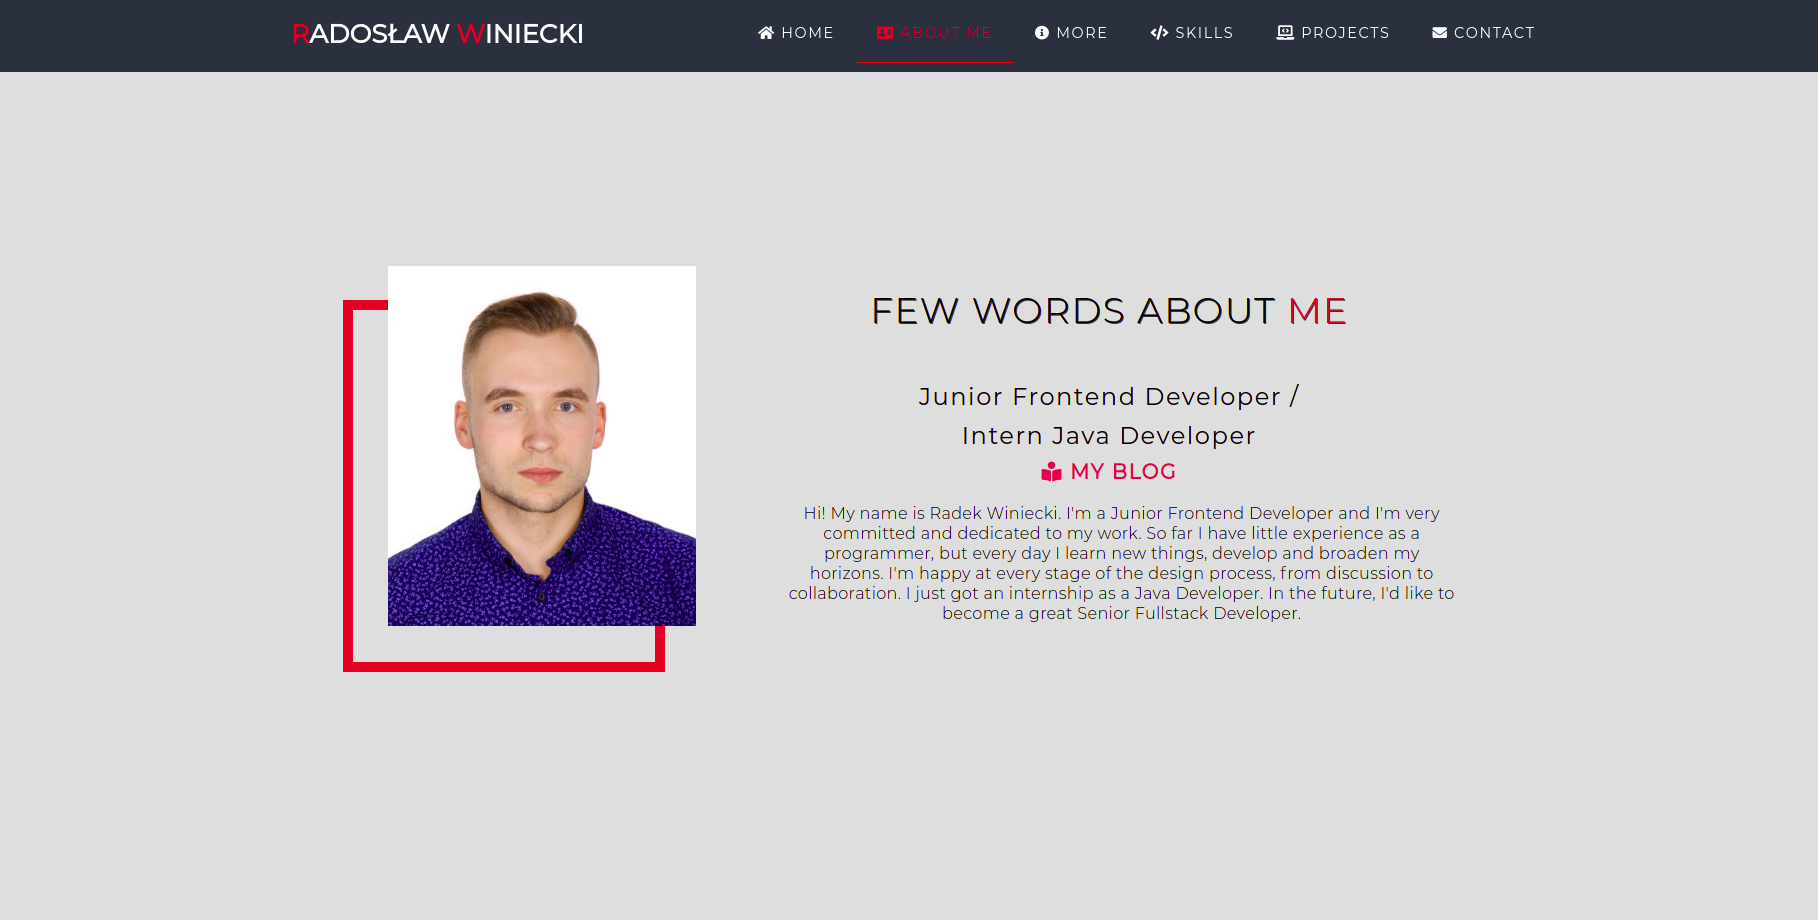 RADOSŁAW WINIECKI
HOME
ABOUT ME
MORE
SKILLS
PROJECTS
CONTACT
FEW WORDS ABOUT ME
Junior Frontend Developer /
Intern Java Developer
MY BLOG
Hi! My name is Radek Winiecki. I'm a Junior Frontend Developer and I'm very
committed and dedicated to my work. So far I have little experience as a
programmer, but every day I learn new things, develop and broaden my
horizons. I'm happy at every stage of the design process, from discussion to
collaboration. I just got an internship as a Java Developer. In the future, I'd like to
become a great Senior Fullstack Developer.